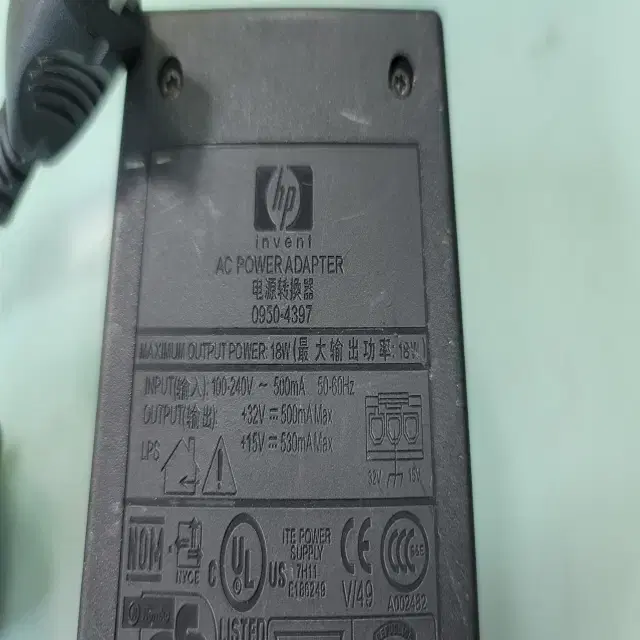 hp
invent
AC POWER ADAPTER
电源转换器
0950-4397
MAXIMUM OUTPUT POWER: 18W (最大输出功率: 18W)
INPUT(输入): 100-240V ~ 500mA 50-60Hz
OUTPUT(输出): +32V ⎓ 500mA Max
+15V ⎓ 530mA Max
LPS
32V 15V
NOM
NYCE
C UL US
LISTED
ITE POWER
SUPPLY
7H11
CE
V/49
CCC
S&E